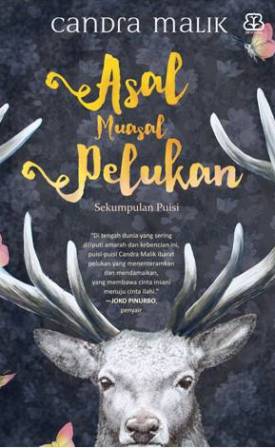 CANDRA MALIK
Asal
Muasal
Pelukan
Sekumpulan Puisi
"Di tengah dunia yang sering
diliputi amarah dan kebencian ini,
puisi-puisi Candra Malik ibarat
pelukan yang menenteramkan
dan mendamaikan,
yang membawa cinta insani
menuju cinta ilahi."
—JOKO PINURBO,
penyair